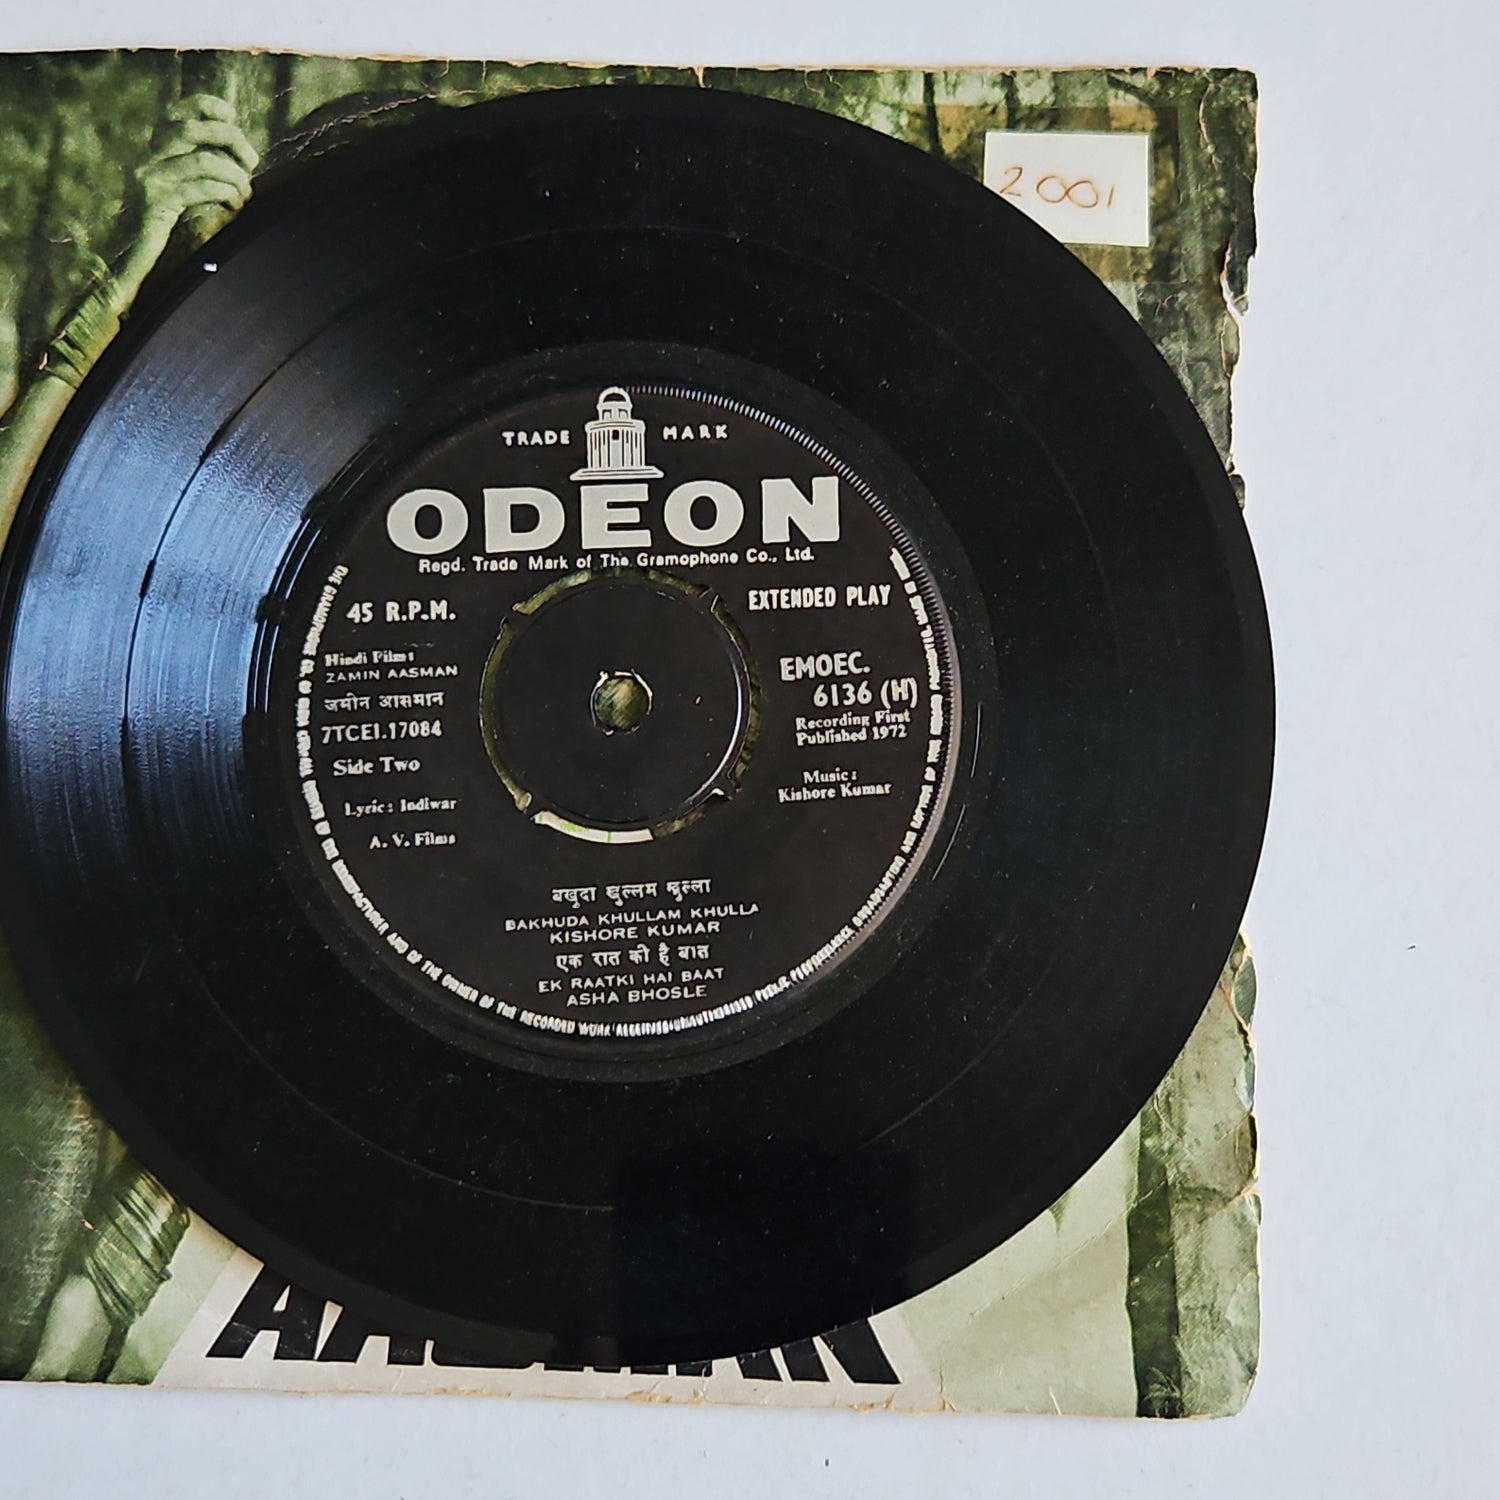 2001
TRADE MARK
ODEON
Regd. Trade Mark of The Gramophone Co., Ltd.
45 R.P.M.
EXTENDED PLAY
Hindi Film:
ZAMIN AASMAN
जमीन आसमान
7TCEI.17084
Side Two
Lyric: Indiwar
A. V. Films
EMOEC.
6136 (H)
Recording First
Published 1972
Music:
Kishore Kumar
बखुदा खुल्लम खुल्ला
BAKHUDA KHULLAM KHULLA
KISHORE KUMAR
एक रात की है बात
EK RAATKI HAI BAAT
ASHA BHOSLE